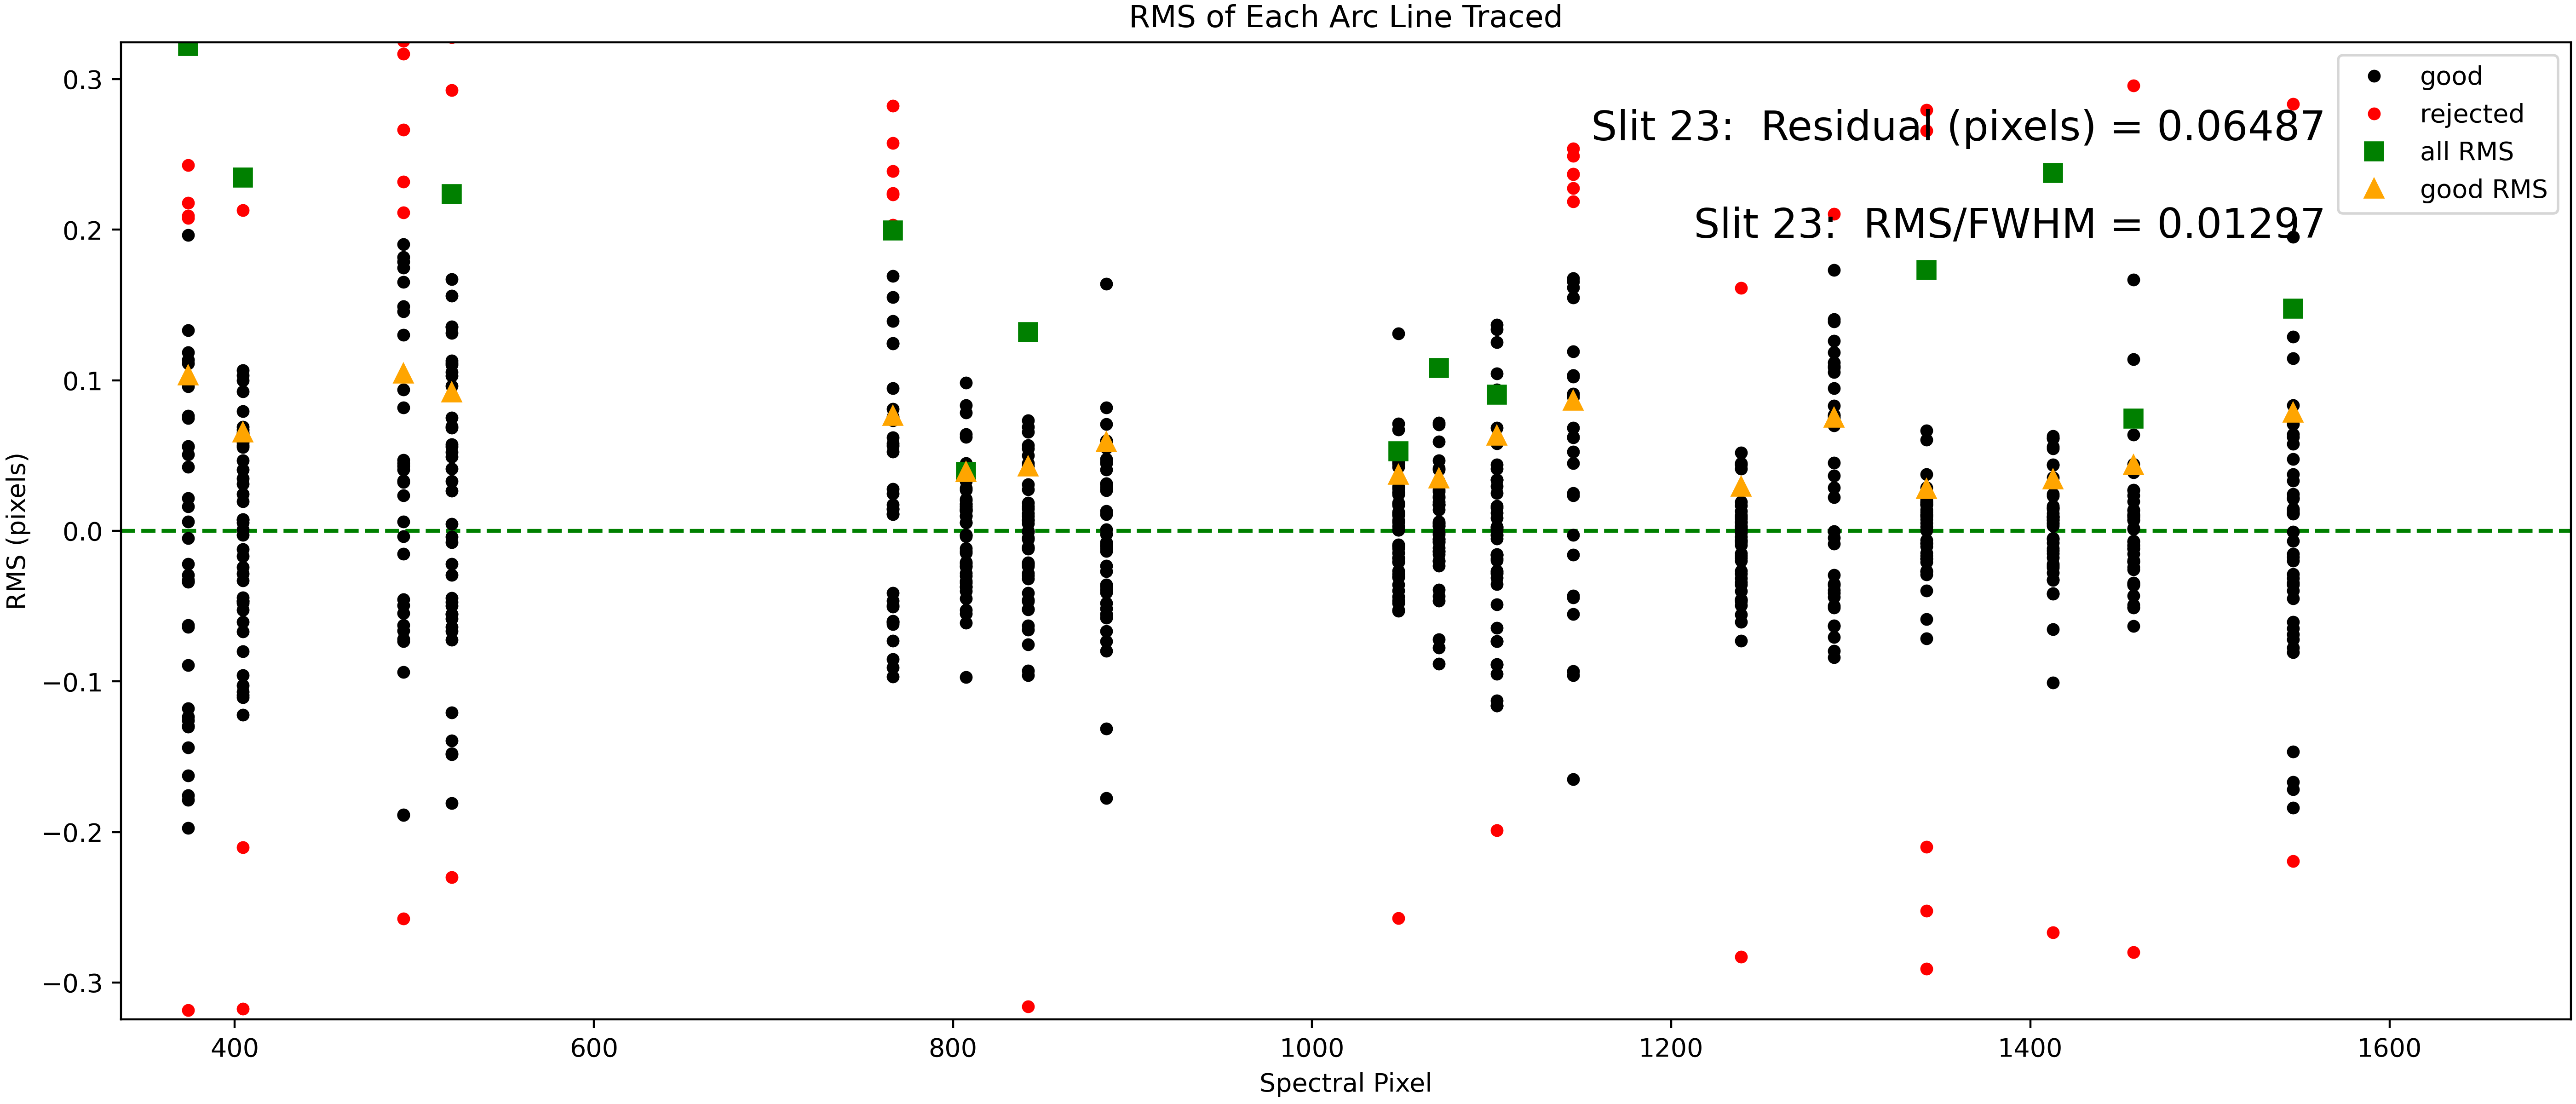 RMS of Each Arc Line Traced
RMS (pixels)
0.3
0.2
0.1
0.0
−0.1
−0.2
−0.3
Slit 23:  Residual (pixels) = 0.06487
Slit 23:  RMS/FWHM = 0.01297
good
rejected
all RMS
good RMS
400
600
800
1000
1200
1400
1600
Spectral Pixel